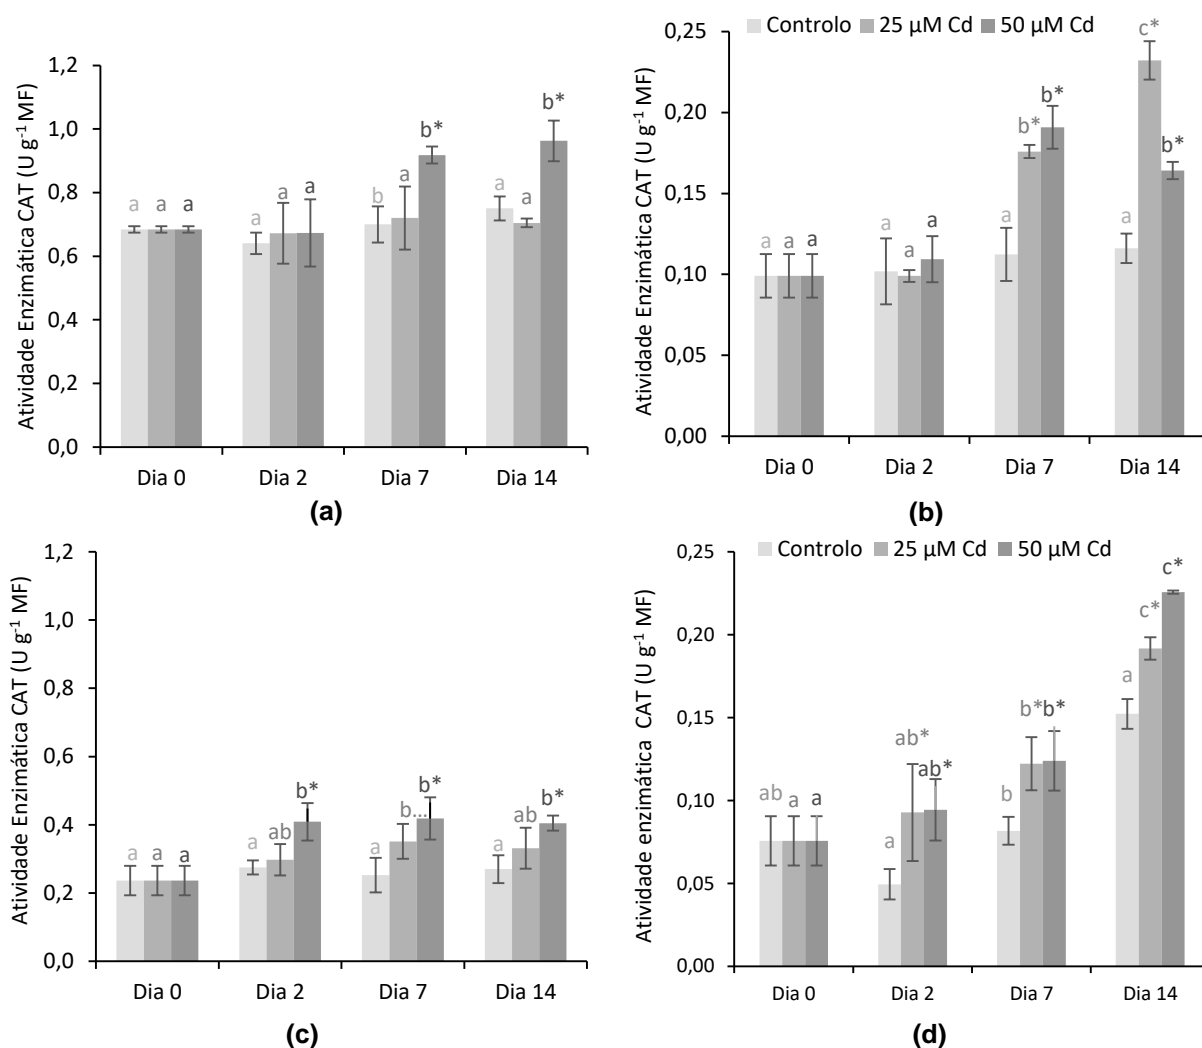 Atividade Enzimática CAT (U g⁻¹ MF)
1,2
1,0
0,8
0,6
0,4
0,2
0,0
a a a
a a a
b a b*
a a b*
Dia 0 Dia 2 Dia 7 Dia 14
(a)
Controlo 25 µM Cd 50 µM Cd
Atividade Enzimática CAT (U g⁻¹ MF)
0,25
0,20
0,15
0,10
0,05
0,00
a a a
a a a
a b* b*
a c* b*
Dia 0 Dia 2 Dia 7 Dia 14
(b)
Atividade Enzimática CAT (U g⁻¹ MF)
1,2
1,0
0,8
0,6
0,4
0,2
0,0
a a a
a ab b*
a b... b*
a ab b*
Dia 0 Dia 2 Dia 7 Dia 14
(c)
Controlo 25 µM Cd 50 µM Cd
Atividade enzimática CAT (U g⁻¹ MF)
0,25
0,20
0,15
0,10
0,05
0,00
ab a a
a ab* ab*
b b* b*
a c* c*
Dia 0 Dia 2 Dia 7 Dia 14
(d)